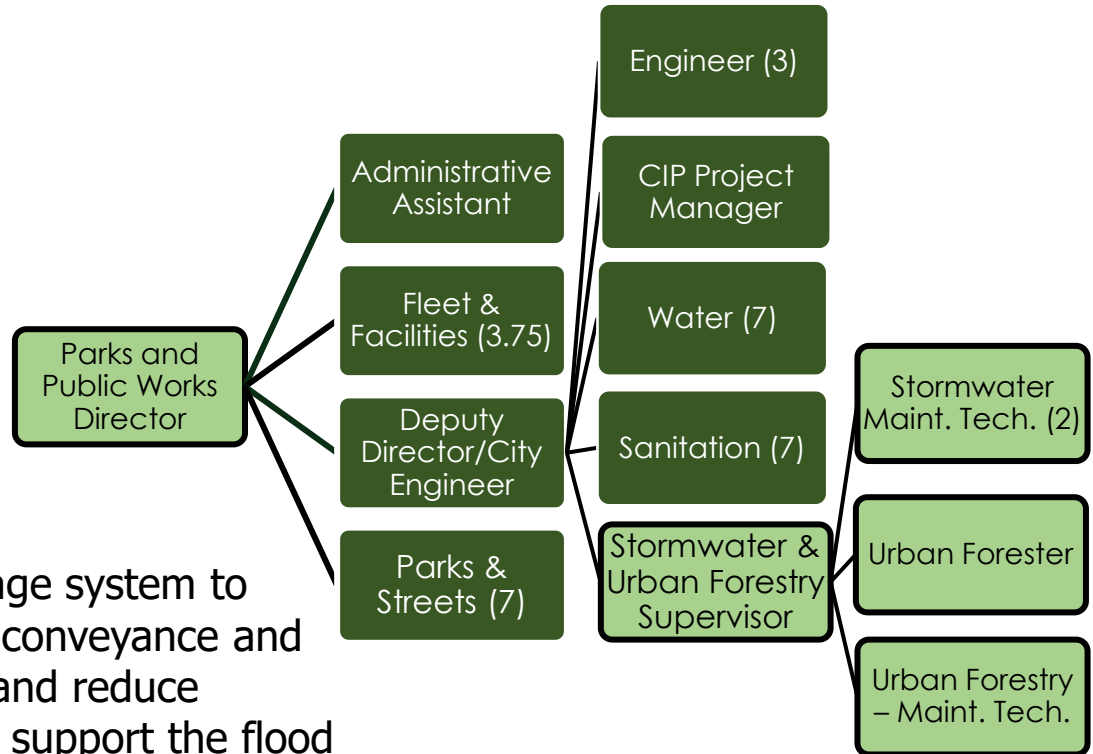 Parks and
Public Works
Director
Administrative
Assistant
Fleet &
Facilities (3.75)
Deputy
Director/City
Engineer
Parks &
Streets (7)
Engineer (3)
CIP Project
Manager
Water (7)
Sanitation (7)
Stormwater &
Urban Forestry
Supervisor
Stormwater
Maint. Tech. (2)
Urban Forester
Urban Forestry
– Maint. Tech.
system to
conveyance and
and reduce
support the flood